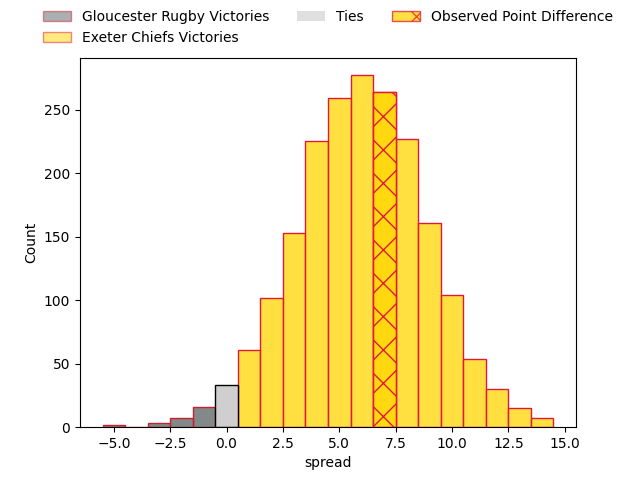 Gloucester Rugby Victories
Ties
Observed Point Difference
Exeter Chiefs Victories
250
200
150
100
50
0
Count
−5.0
−2.5
0.0
2.5
5.0
7.5
10.0
12.5
15.0
spread